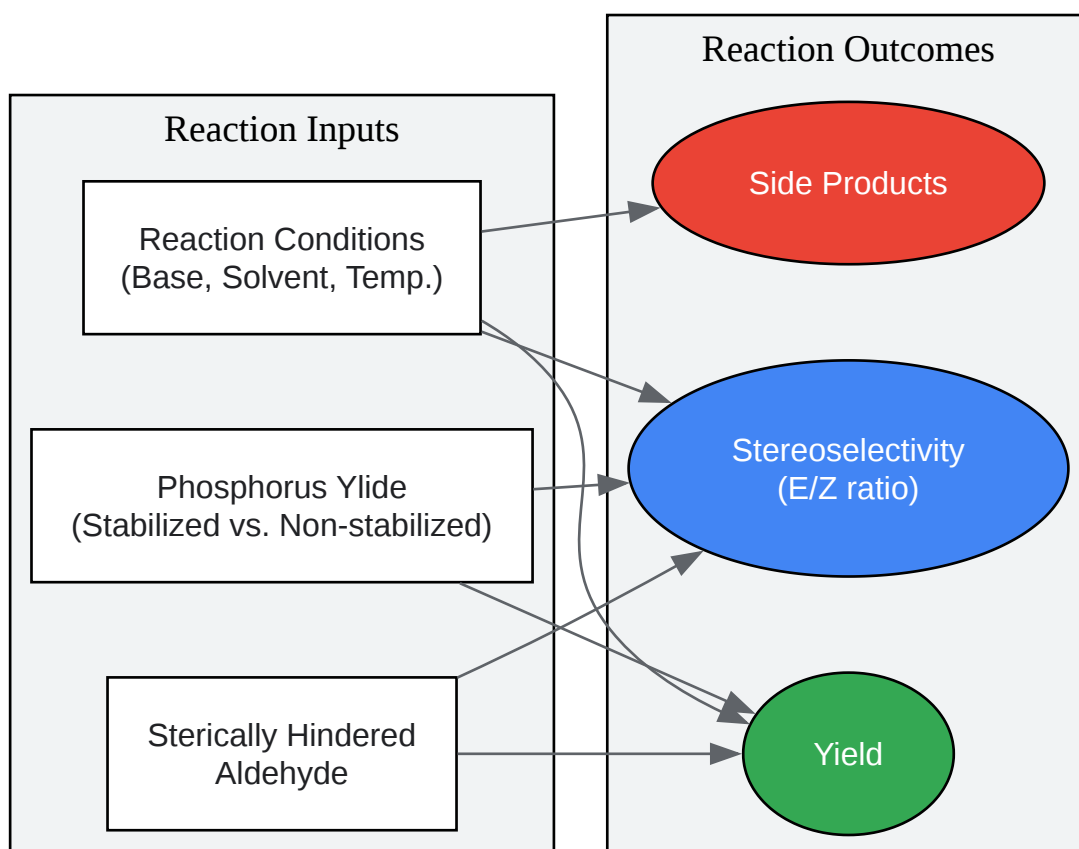 Reaction Inputs
Reaction Conditions
(Base, Solvent, Temp.)
Phosphorus Ylide
(Stabilized vs. Non-stabilized)
Sterically Hindered
Aldehyde
Reaction Outcomes
Side Products
Stereoselectivity
(E/Z ratio)
Yield